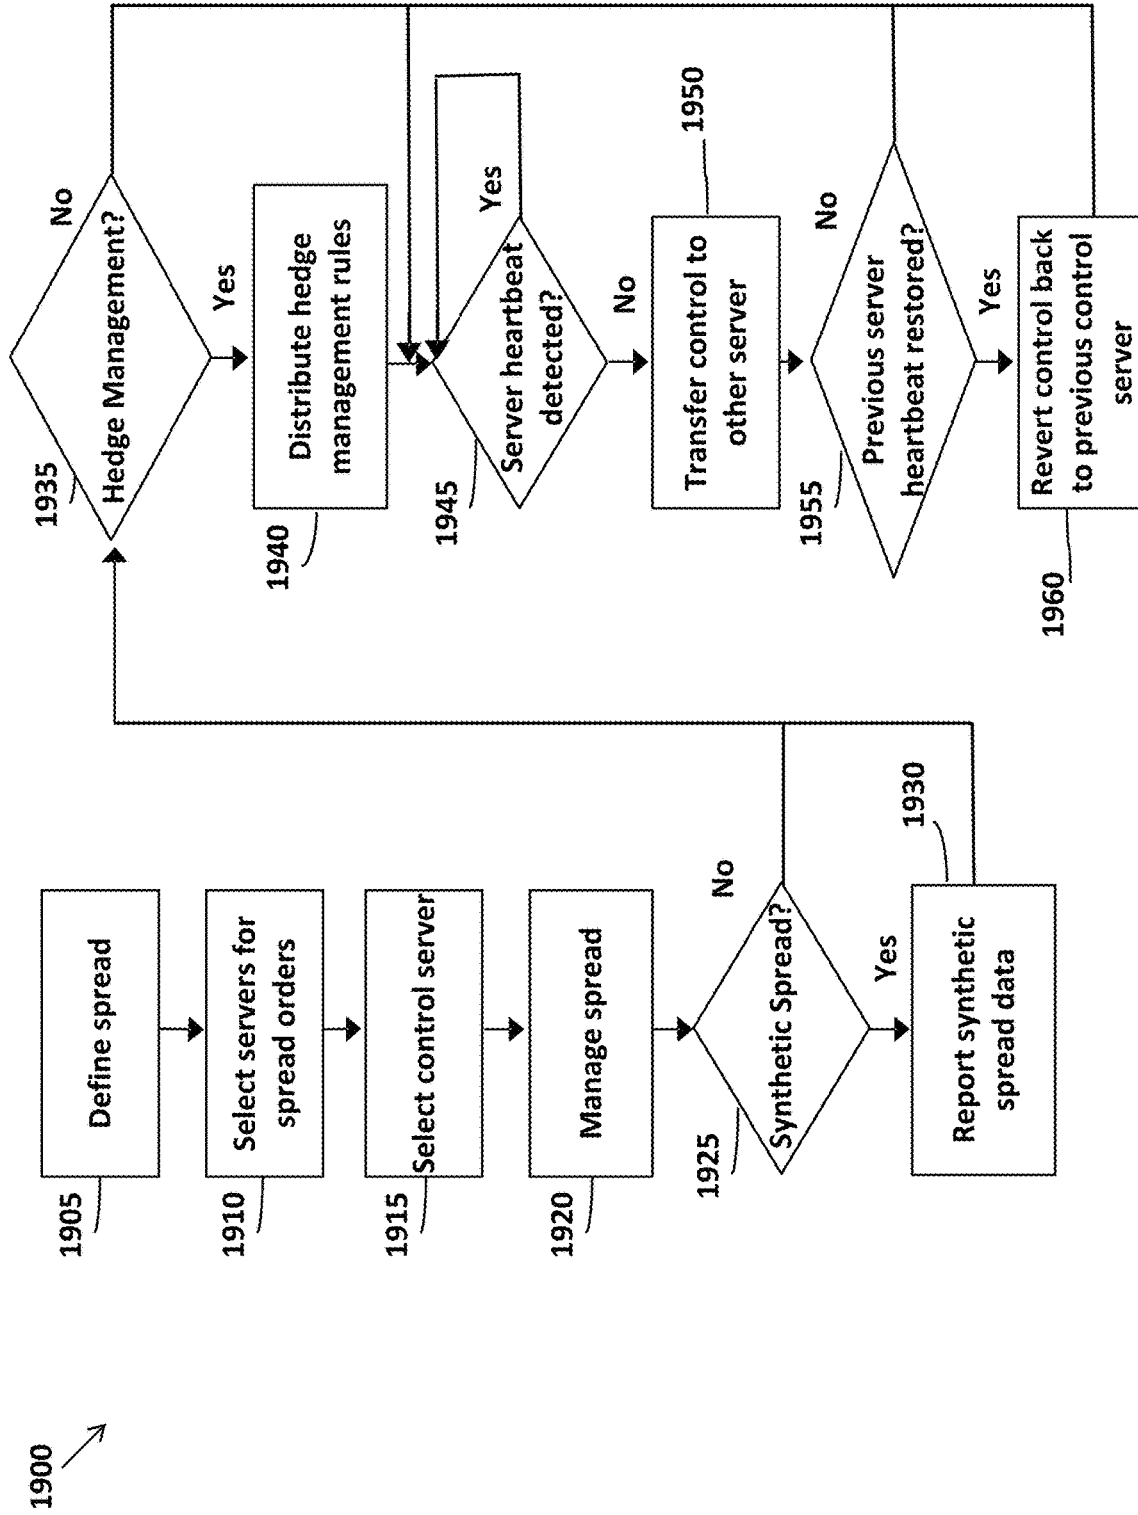 1900
1905
Define spread
1910
Select servers for
spread orders
1915
Select control server
1920
Manage spread
1925
Synthetic Spread?
No
Yes
1930
Report synthetic
spread data
1935
Hedge Management?
No
Yes
1940
Distribute hedge
management rules
1945
Server heartbeat
detected?
Yes
No
1950
Transfer control to
other server
1955
Previous server
heartbeat restored?
No
Yes
1960
Revert control back
to previous control
server